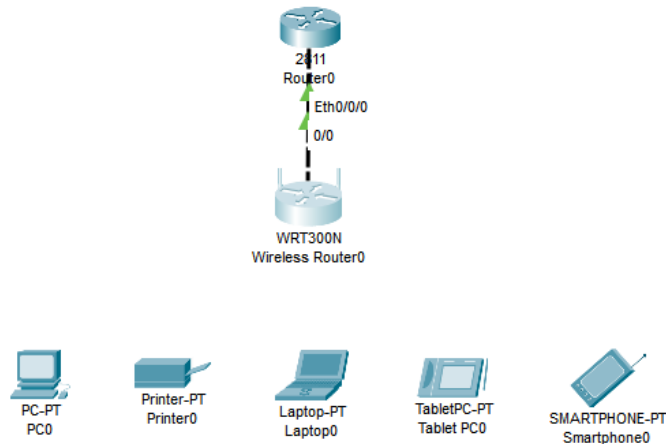 2811
Router0
Eth0/0/0
0/0
WRT300N
Wireless Router0
PC-PT
PC0
Printer-PT
Printer0
Laptop-PT
Laptop0
TabletPC-PT
Tablet PC0
SMARTPHONE-PT
Smartphone0